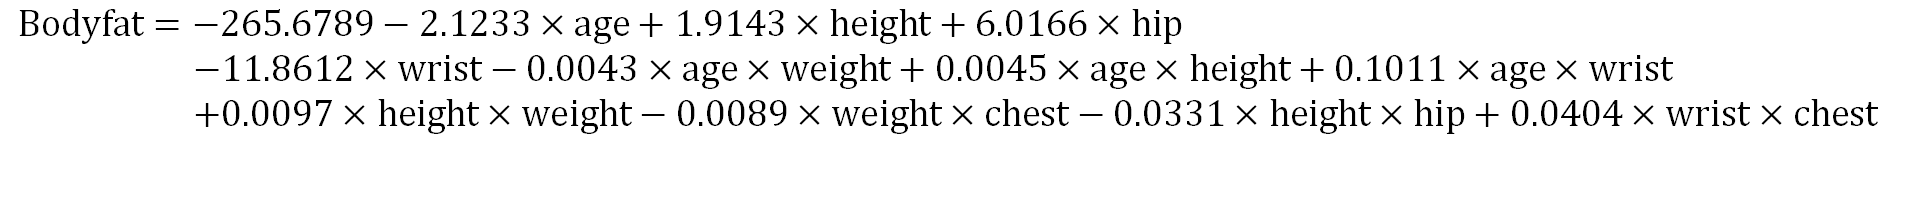 Bodyfat = −265.6789 − 2.1233 × age + 1.9143 × height + 6.0166 × hip
−11.8612 × wrist − 0.0043 × age × weight + 0.0045 × age × height + 0.1011 × age × wrist
+0.0097 × height × weight − 0.0089 × weight × chest − 0.0331 × height × hip + 0.0404 × wrist × chest